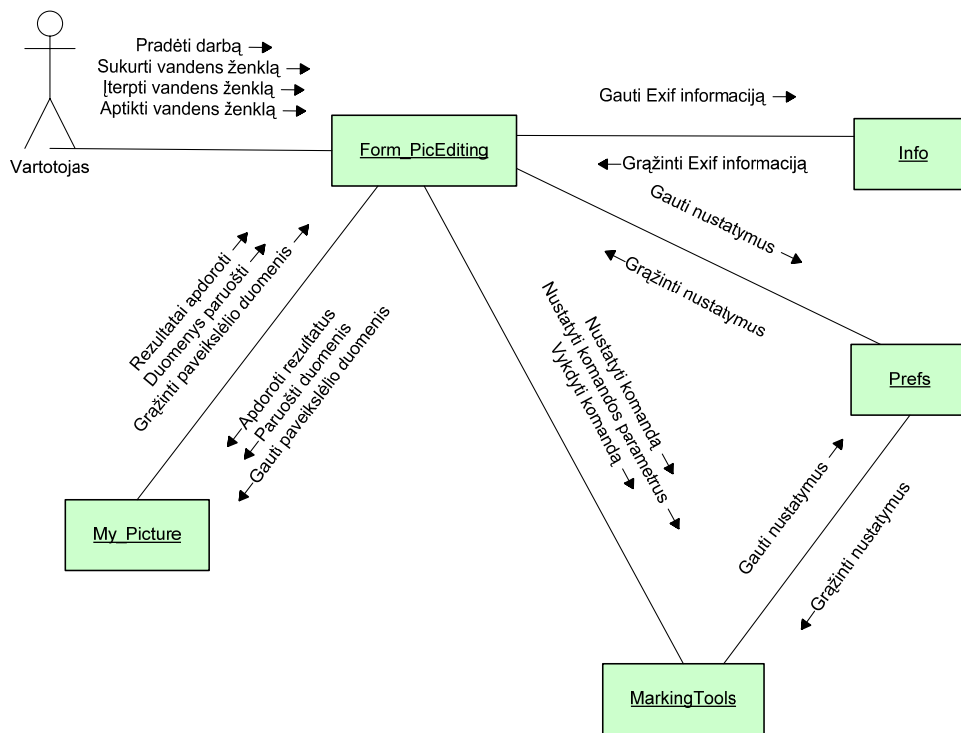 Pradėti darbą
Sukurti vandens ženklą
Įterpti vandens ženklą
Aptikti vandens ženklą
Vartotojas
Form_PicEditing
Gauti Exif informaciją
Grąžinti Exif informaciją
Info
Gauti nustatymus
Grąžinti nustatymus
Prefs
Rezultatai apdoroti
Duomenys paruošti
Grąžinti paveikslėlio duomenis
Apdoroti rezultatus
Paruošti duomenis
Gauti paveikslėlio duomenis
My_Picture
Nustatyti komandą
Nustatyti komandos parametrus
Vykdyti komandą
Gauti nustatymus
Grąžinti nustatymus
MarkingTools